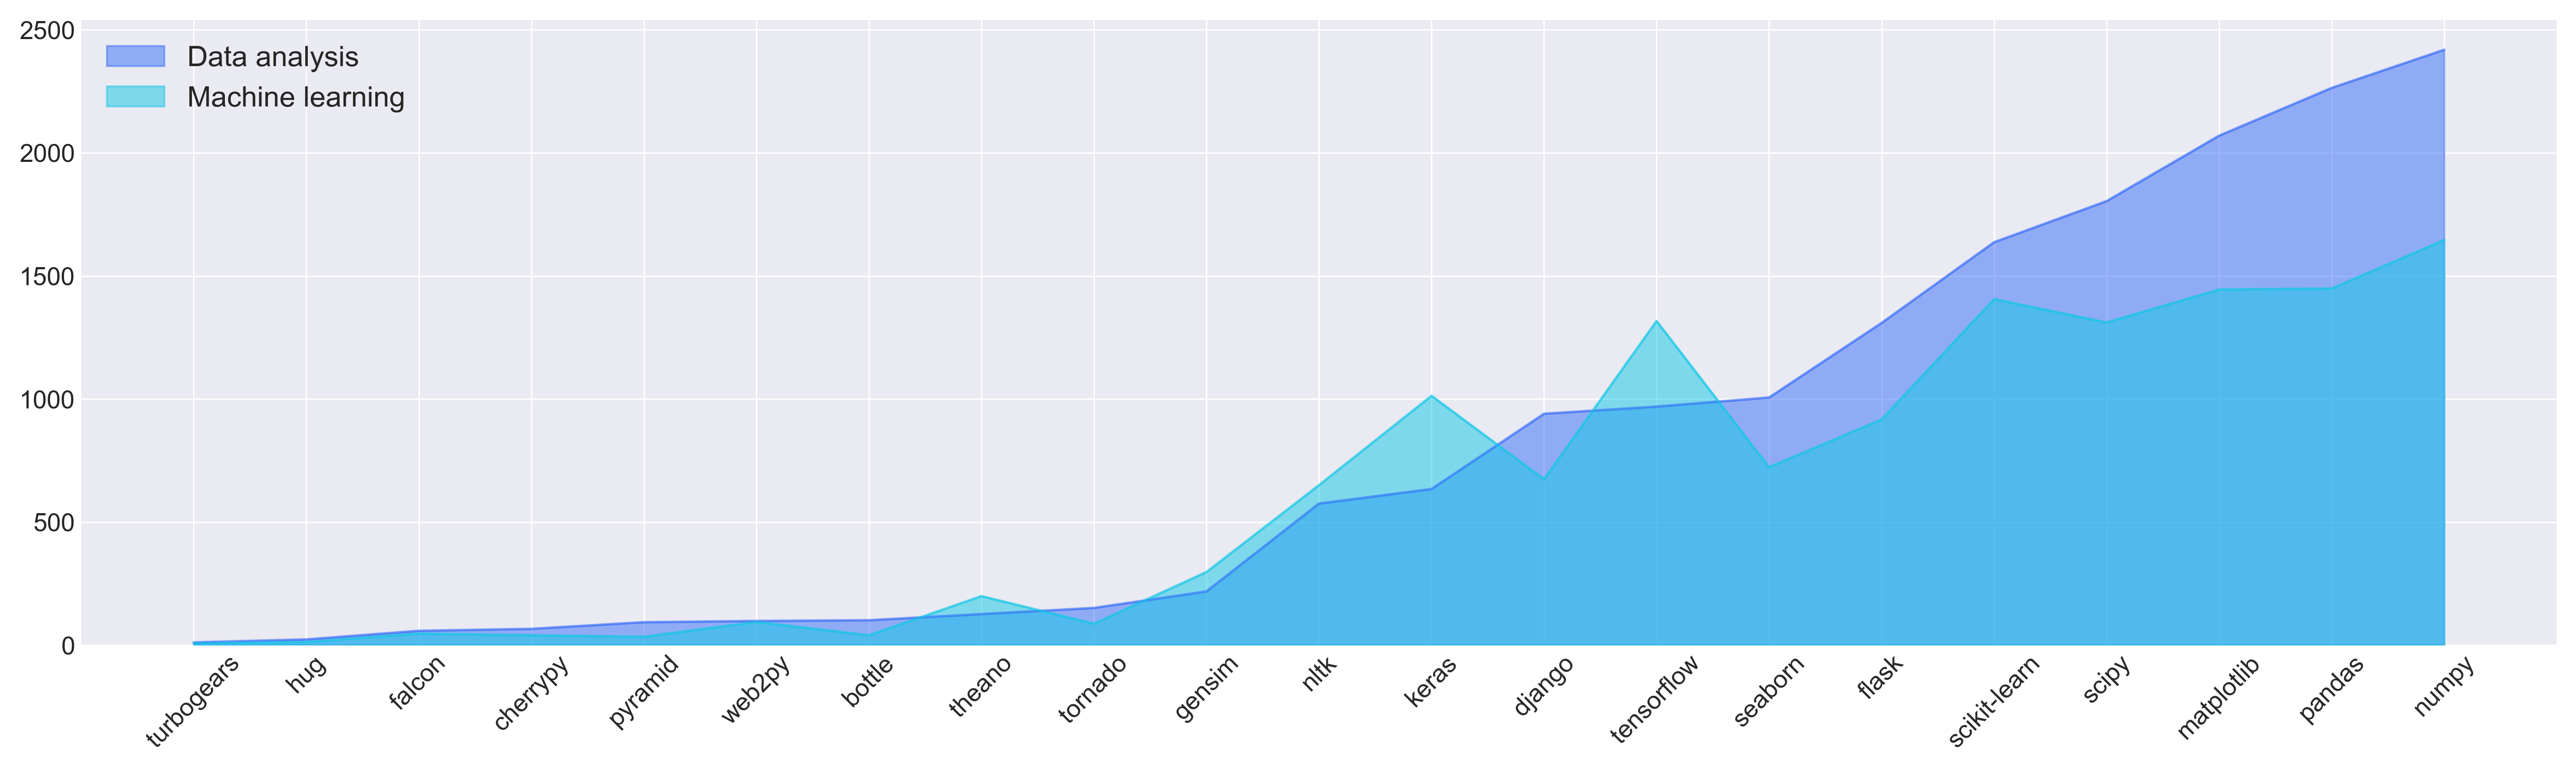 2500
2000
1500
1000
500
0
Data analysis
Machine learning
turbogears
hug
falcon
cherrypy
pyramid
web2py
bottle
theano
tornado
gensim
nltk
keras
django
tensorflow
seaborn
flask
scikit-learn
scipy
matplotlib
pandas
numpy